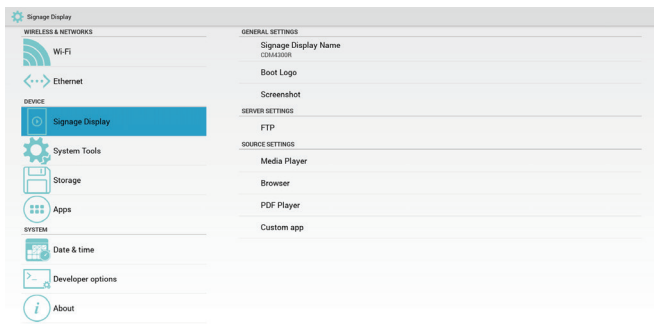 Signage Display
WIRELESS & NETWORKS
Wi-Fi
Ethernet
DEVICE
Signage Display
System Tools
Storage
Apps
SYSTEM
Date & time
Developer options
About
GENERAL SETTINGS
Signage Display Name
CDM4300R
Boot Logo
Screenshot
SERVER SETTINGS
FTP
SOURCE SETTINGS
Media Player
Browser
PDF Player
Custom app